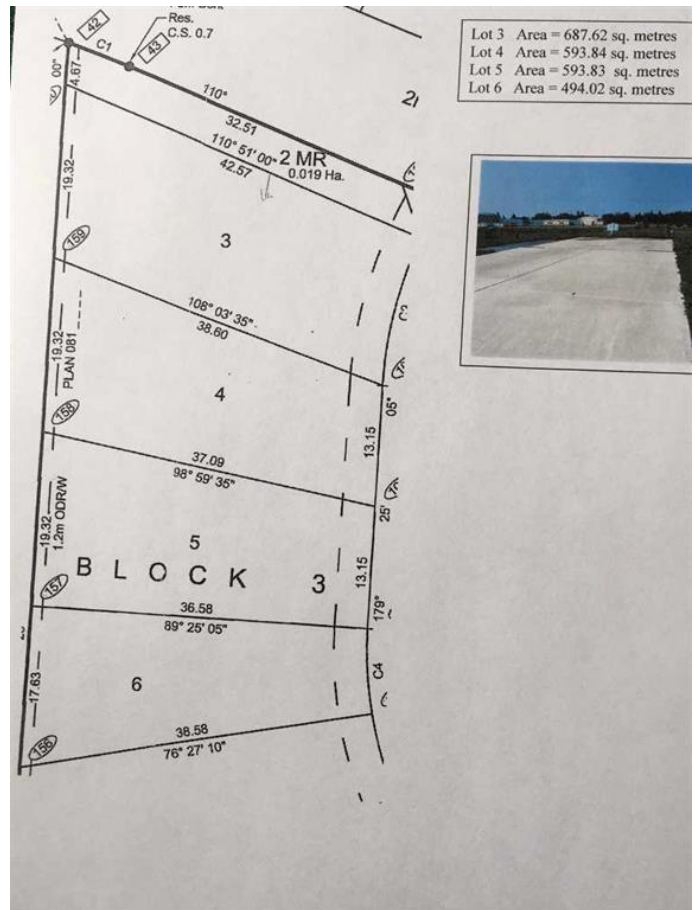 42
C1
43
Res.
C.S. 0.7
Lot 3 Area = 687.62 sq. metres
Lot 4 Area = 593.84 sq. metres
Lot 5 Area = 593.83 sq. metres
Lot 6 Area = 494.02 sq. metres
00"
4.67
110°
32.51
110° 51' 00"
42.57
2 MR
0.019 Ha.
19.32
159
3
108° 03' 35"
38.60
19.32
PLAN 081
4
05"
158
37.09
98° 59' 35"
13.15
25'
19.32
1.2m ODR/W
5
BLOCK 3
13.15
157
36.58
89° 25' 05"
179°
C4
17.63
6
38.58
76° 27' 10"
156